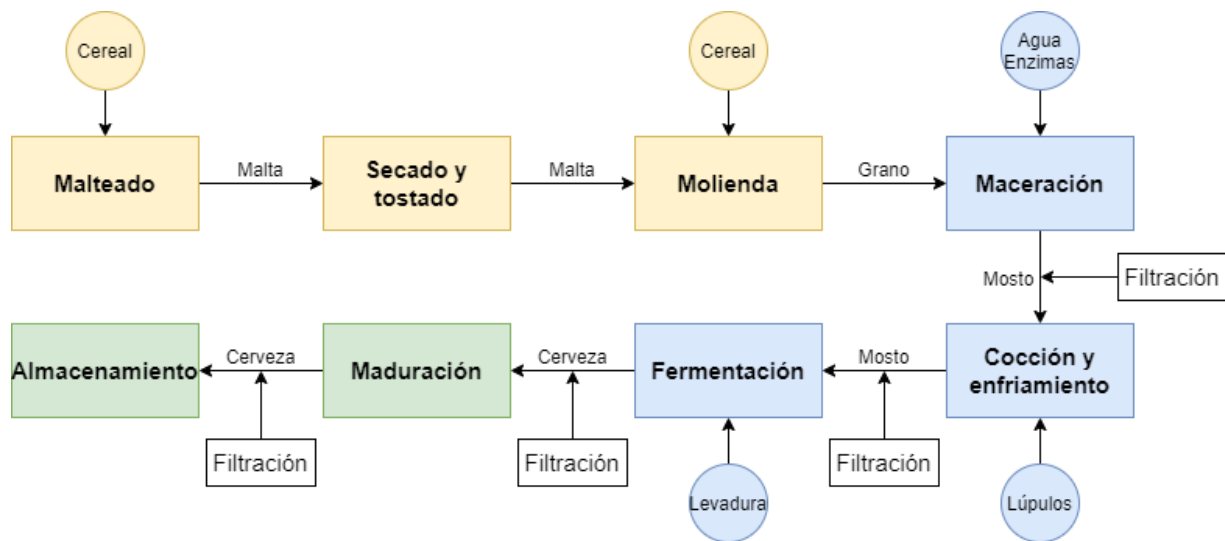 Cereal
Cereal
Agua
Enzimas
Malteado
Malta
Secado y
tostado
Malta
Molienda
Grano
Maceración
Mosto
Filtración
Almacenamiento
Cerveza
Maduración
Cerveza
Fermentación
Mosto
Cocción y
enfriamiento
Filtración
Filtración
Filtración
Levadura
Lúpulos